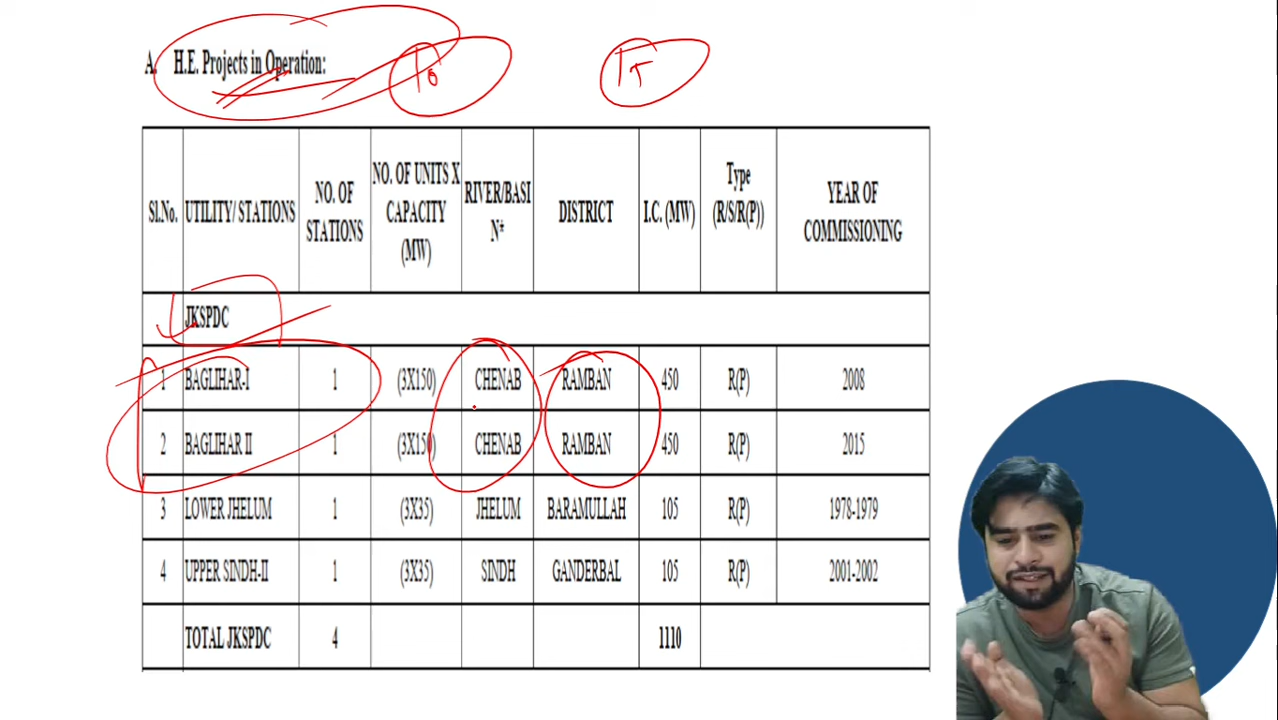 A. H.E. Projects in Operation:
Sl.No. UTILITY/ STATIONS NO. OF STATIONS NO. OF UNITS X CAPACITY (MW) RIVER/BASI N* DISTRICT I.C. (MW) Type (R/S/R(P)) YEAR OF COMMISSIONING
JKSPDC
1 BAGLIHAR-I 1 (3X150) CHENAB RAMBAN 450 R(P) 2008
2 BAGLIHAR II 1 (3X150) CHENAB RAMBAN 450 R(P) 2015
3 LOWER JHELUM 1 (3X35) JHELUM BARAMULLAH 105 R(P) 1978-1979
4 UPPER SINDH-II 1 (3X35) SINDH GANDERBAL 105 R(P) 2001-2002
TOTAL JKSPDC 4 1110